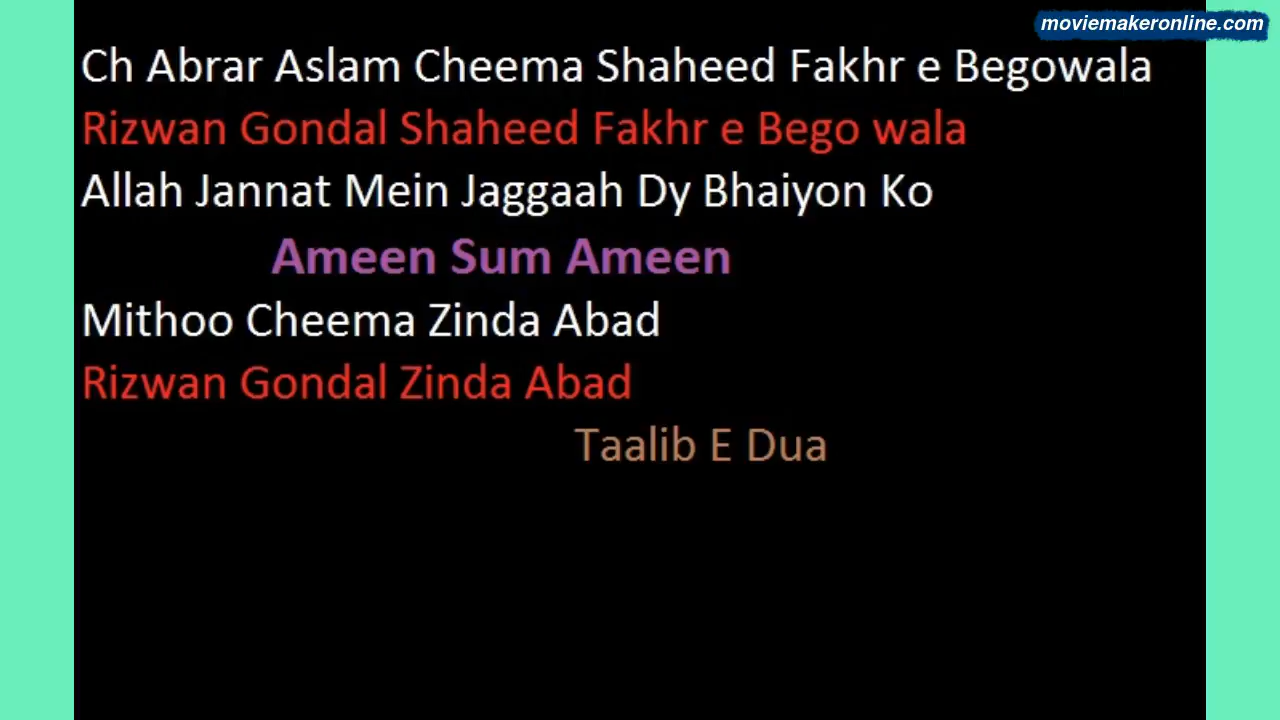 moviemakeronline.com
Ch Abrar Aslam Cheema Shaheed Fakhr e Begowala
Rizwan Gondal Shaheed Fakhr e Bego wala
Allah Jannat Mein Jaggaah Dy Bhaiyon Ko
Ameen Sum Ameen
Mithoo Cheema Zinda Abad
Rizwan Gondal Zinda Abad
Taalib E Dua